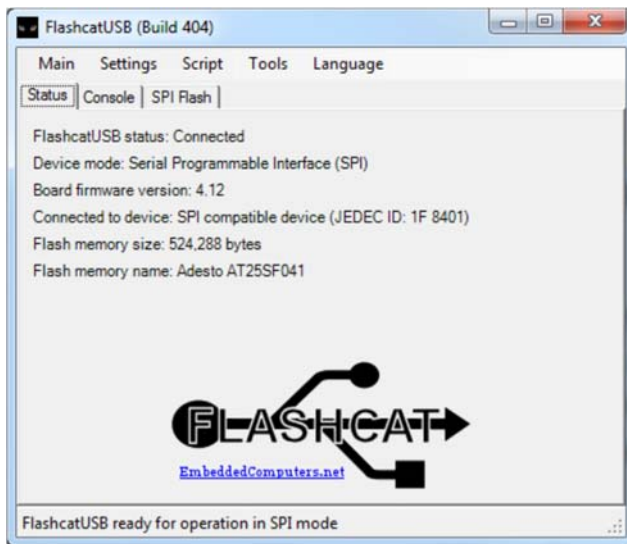 FlashcatUSB (Build 404)
Main Settings Script Tools Language
Status Console SPI Flash
FlashcatUSB status: Connected
Device mode: Serial Programmable Interface (SPI)
Board firmware version: 4.12
Connected to device: SPI compatible device (JEDEC ID: 1F 8401)
Flash memory size: 524,288 bytes
Flash memory name: Adesto AT25SF041
FLASHCAT
EmbeddedComputers.net
FlashcatUSB ready for operation in SPI mode